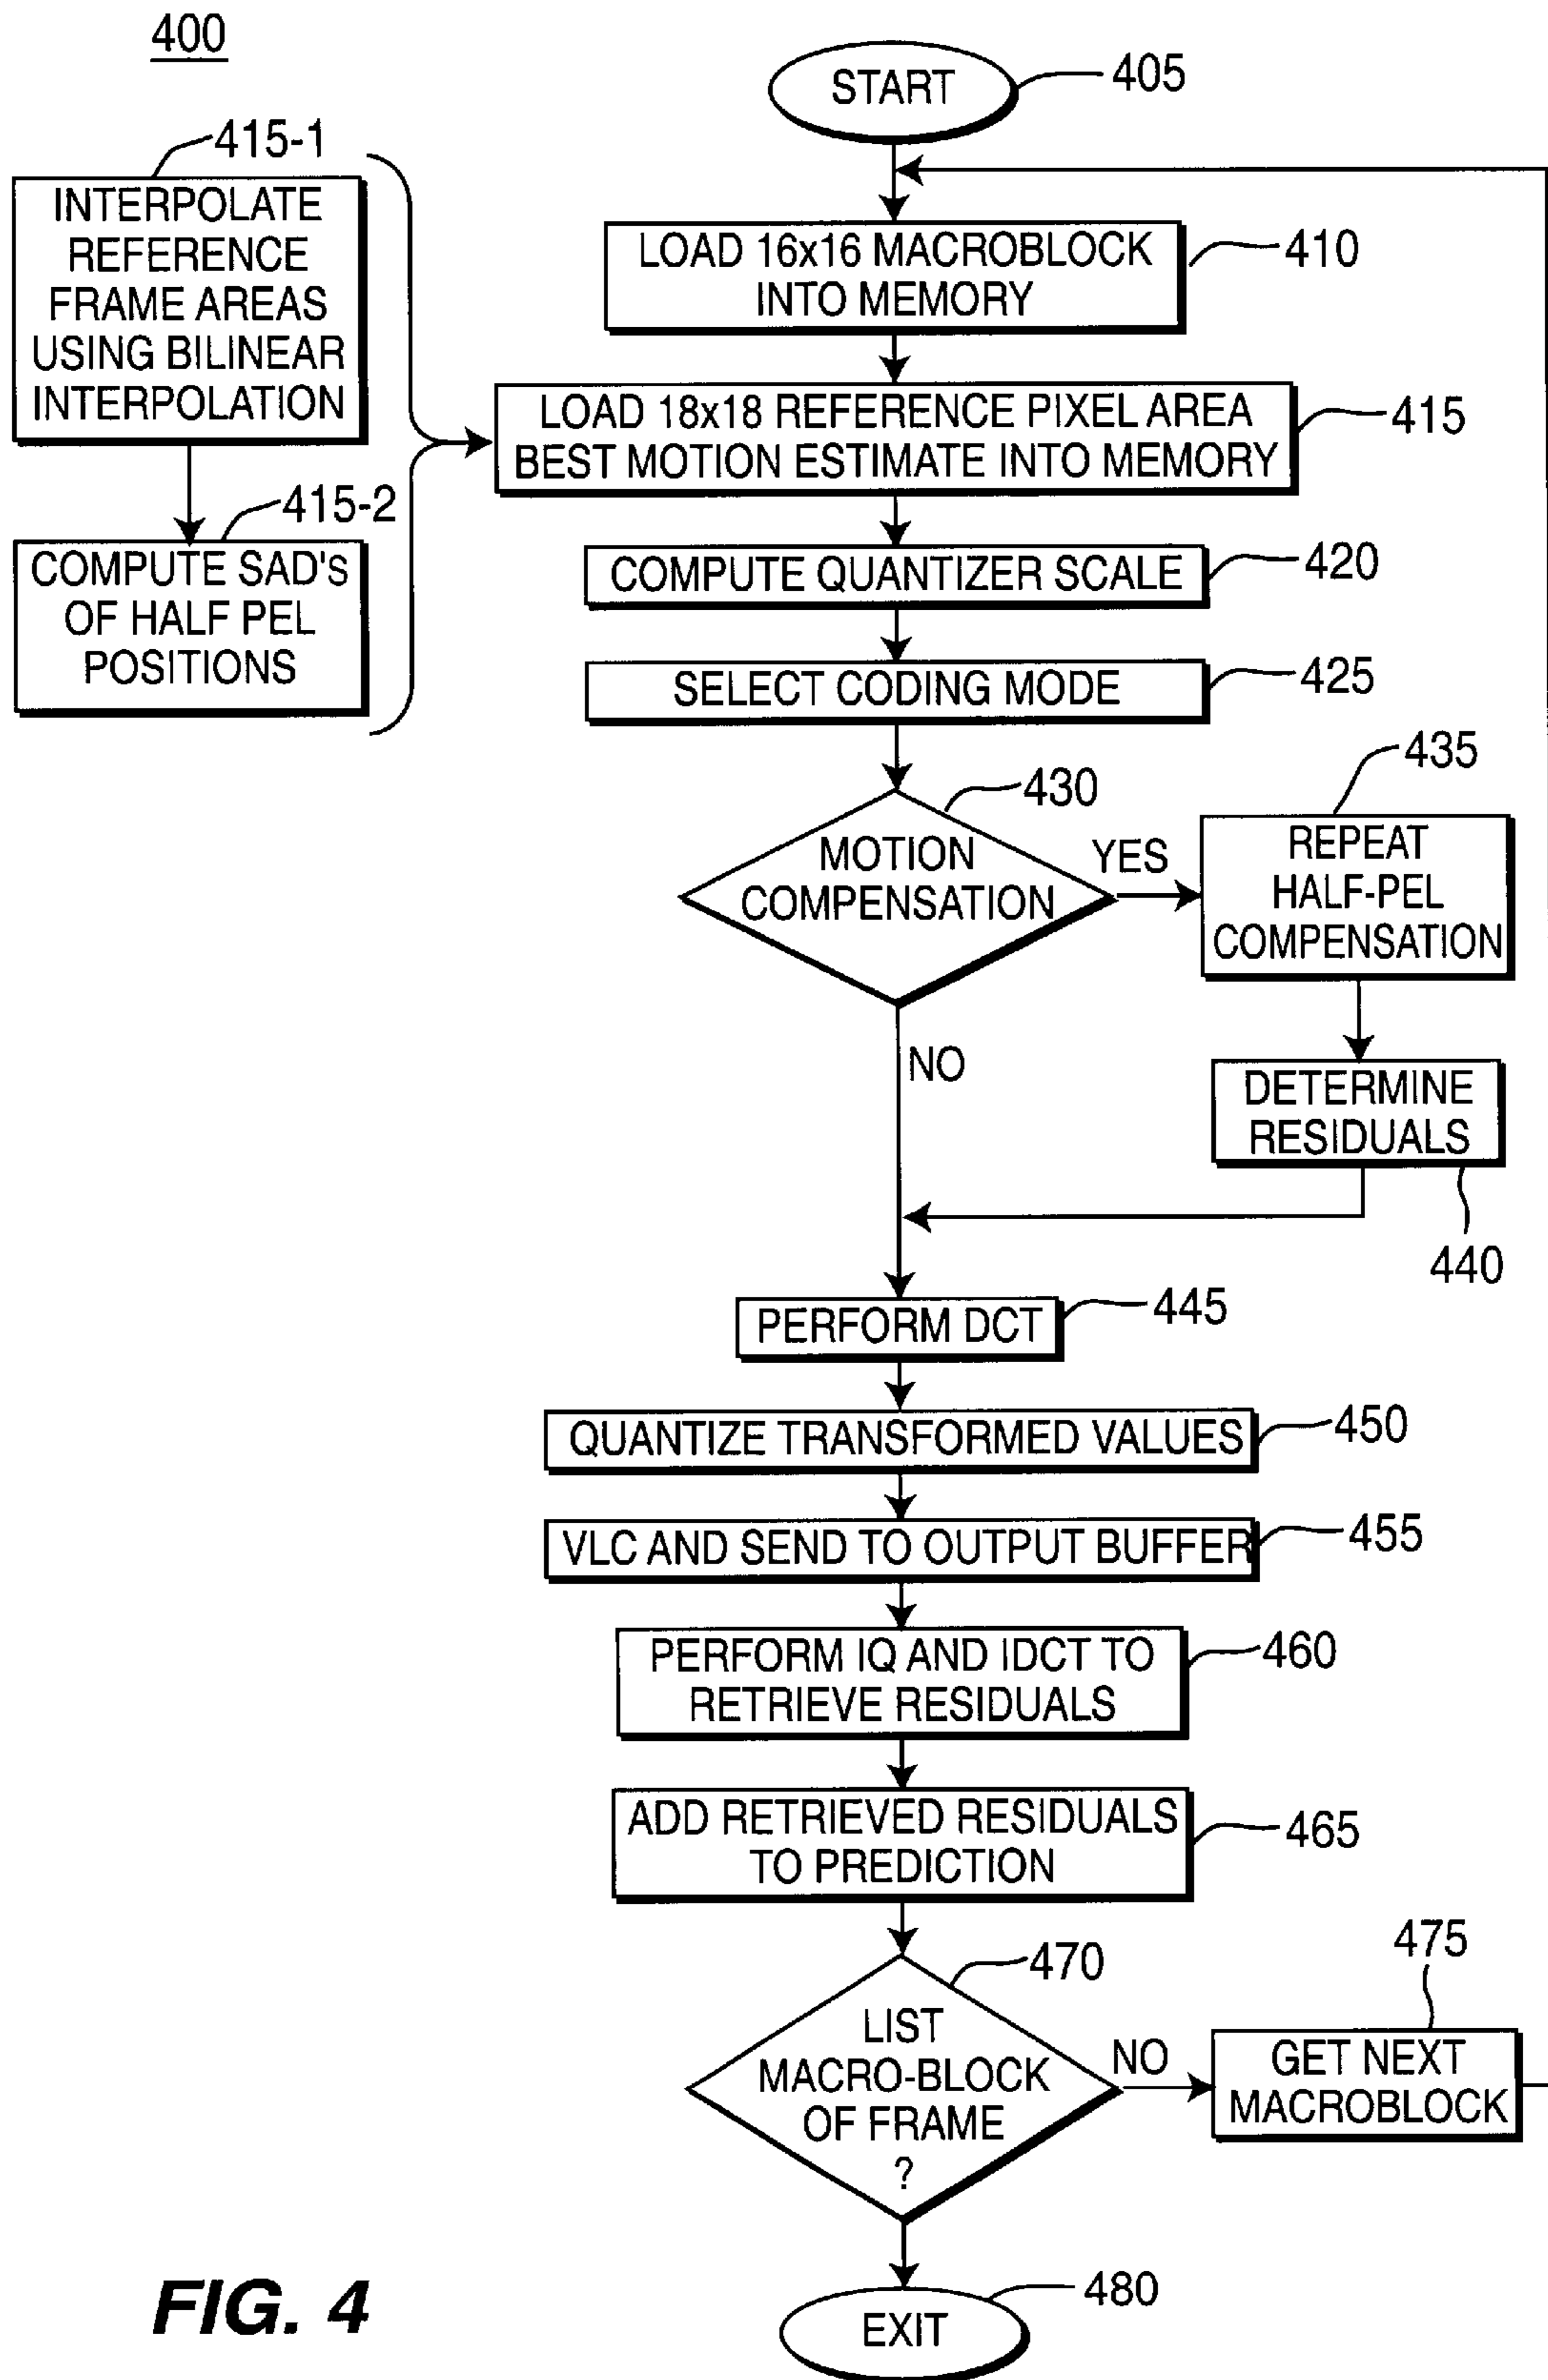 400
START
405
415-1
INTERPOLATE
REFERENCE
FRAME AREAS
USING BILINEAR
INTERPOLATION
LOAD 16x16 MACROBLOCK
INTO MEMORY
410
LOAD 18x18 REFERENCE PIXEL AREA
BEST MOTION ESTIMATE INTO MEMORY
415
415-2
COMPUTE SAD's
OF HALF PEL
POSITIONS
COMPUTE QUANTIZER SCALE
420
SELECT CODING MODE
425
430
MOTION
COMPENSATION
YES
435
REPEAT
HALF-PEL
COMPENSATION
NO
DETERMINE
RESIDUALS
440
PERFORM DCT
445
QUANTIZE TRANSFORMED VALUES
450
VLC AND SEND TO OUTPUT BUFFER
455
PERFORM IQ AND IDCT TO
RETRIEVE RESIDUALS
460
ADD RETRIEVED RESIDUALS
TO PREDICTION
465
470
LIST
MACRO-BLOCK
OF FRAME
?
NO
475
GET NEXT
MACROBLOCK
EXIT
480
FIG. 4